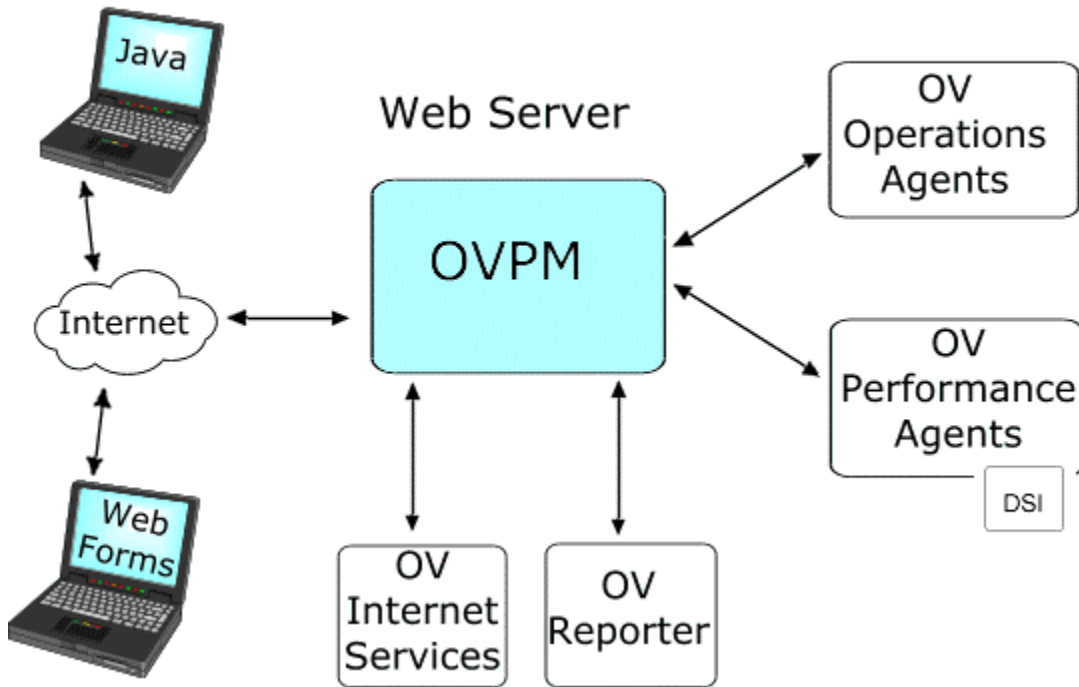 Java
Web Server
OV
Operations
Agents
OVPM
Internet
OV
Performance
Agents
DSI
Web
Forms
OV
Internet
Services
OV
Reporter